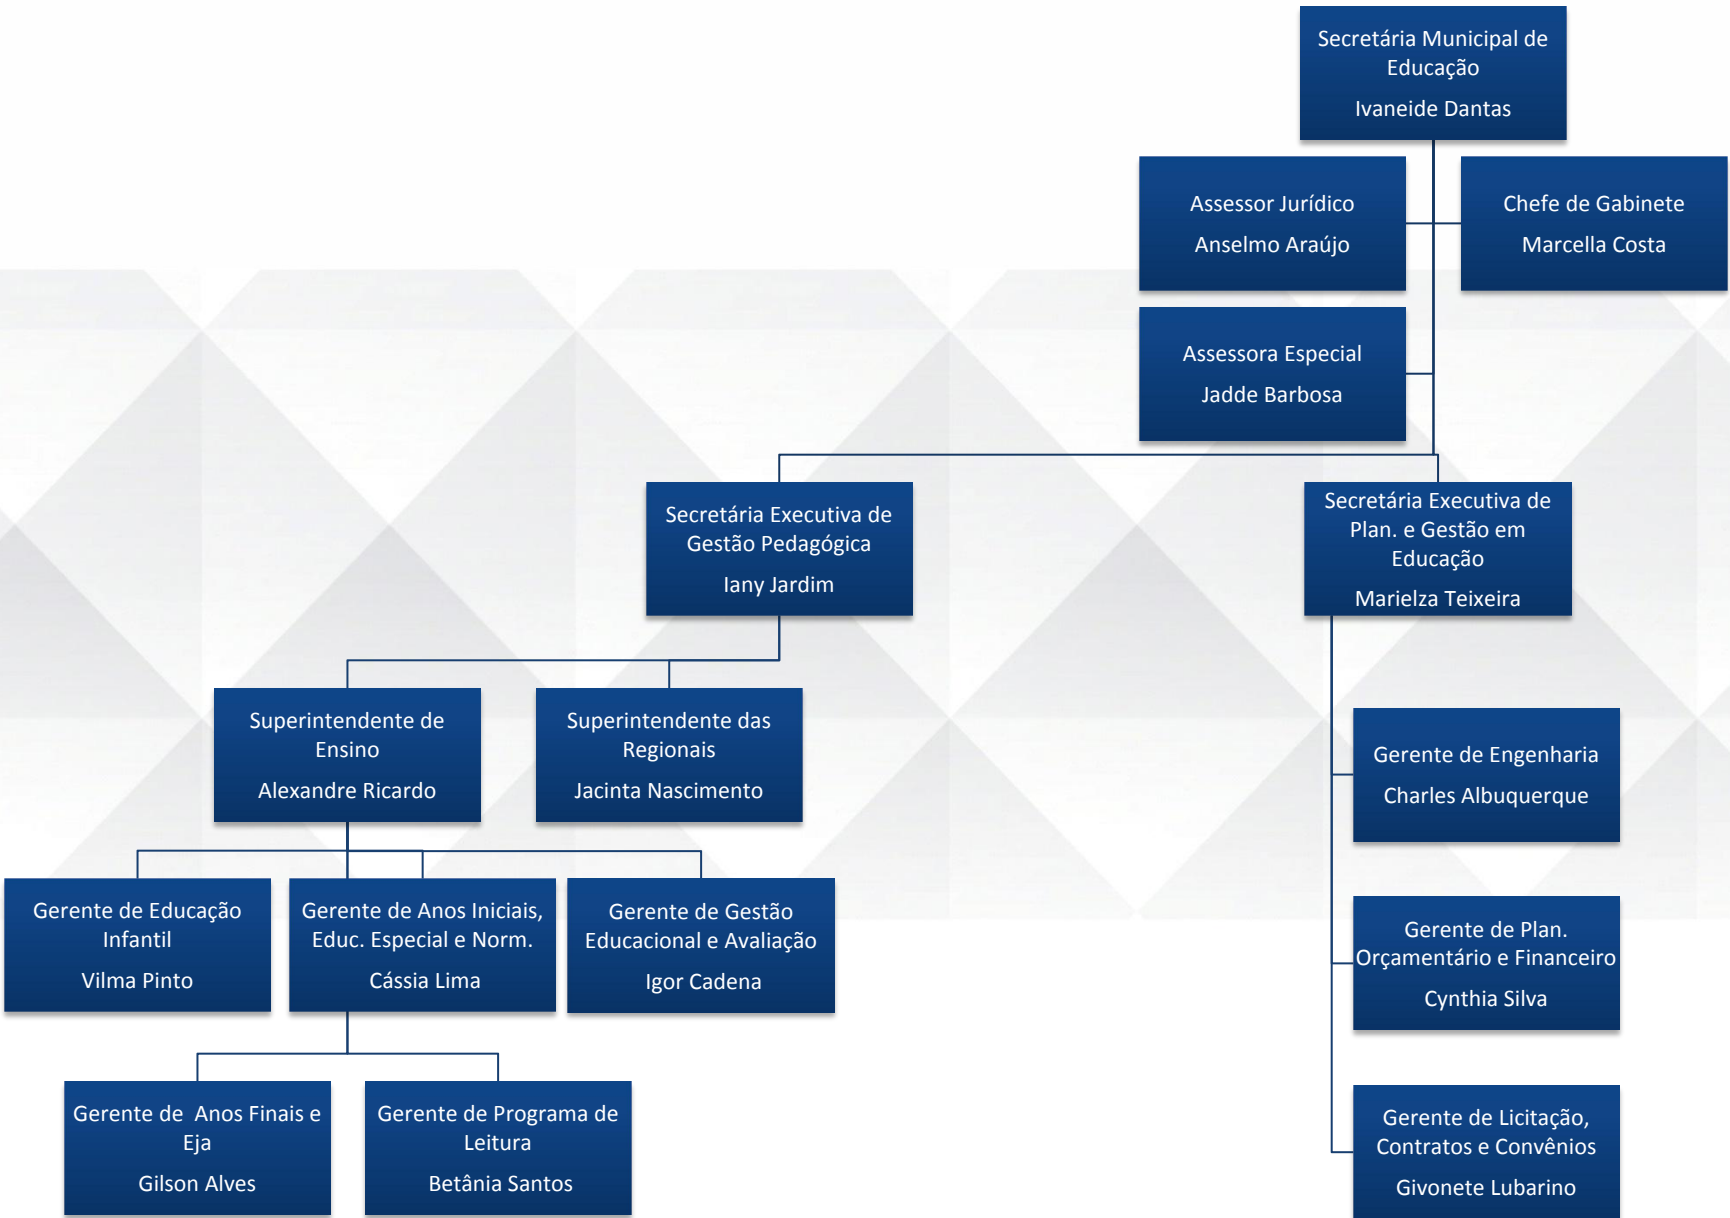 Secretária Municipal de
Educação
Ivaneide Dantas
Assessor Jurídico
Anselmo Araújo
Chefe de Gabinete
Marcella Costa
Assessora Especial
Jadde Barbosa
Secretária Executiva de
Gestão Pedagógica
Iany Jardim
Secretária Executiva de
Plan. e Gestão em
Educação
Marielza Teixeira
Superintendente de
Ensino
Alexandre Ricardo
Superintendente das
Regionais
Jacinta Nascimento
Gerente de Engenharia
Charles Albuquerque
Gerente de Educação
Infantil
Vilma Pinto
Gerente de Anos Iniciais,
Educ. Especial e Norm.
Cássia Lima
Gerente de Gestão
Educacional e Avaliação
Igor Cadena
Gerente de Plan.
Orçamentário e Financeiro
Cynthia Silva
Gerente de  Anos Finais e
Eja
Gilson Alves
Gerente de Programa de
Leitura
Betânia Santos
Gerente de Licitação,
Contratos e Convênios
Givonete Lubarino